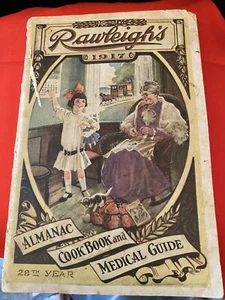 Rawleigh's
1917
ALMANAC
COOK BOOK and
MEDICAL GUIDE
28TH YEAR